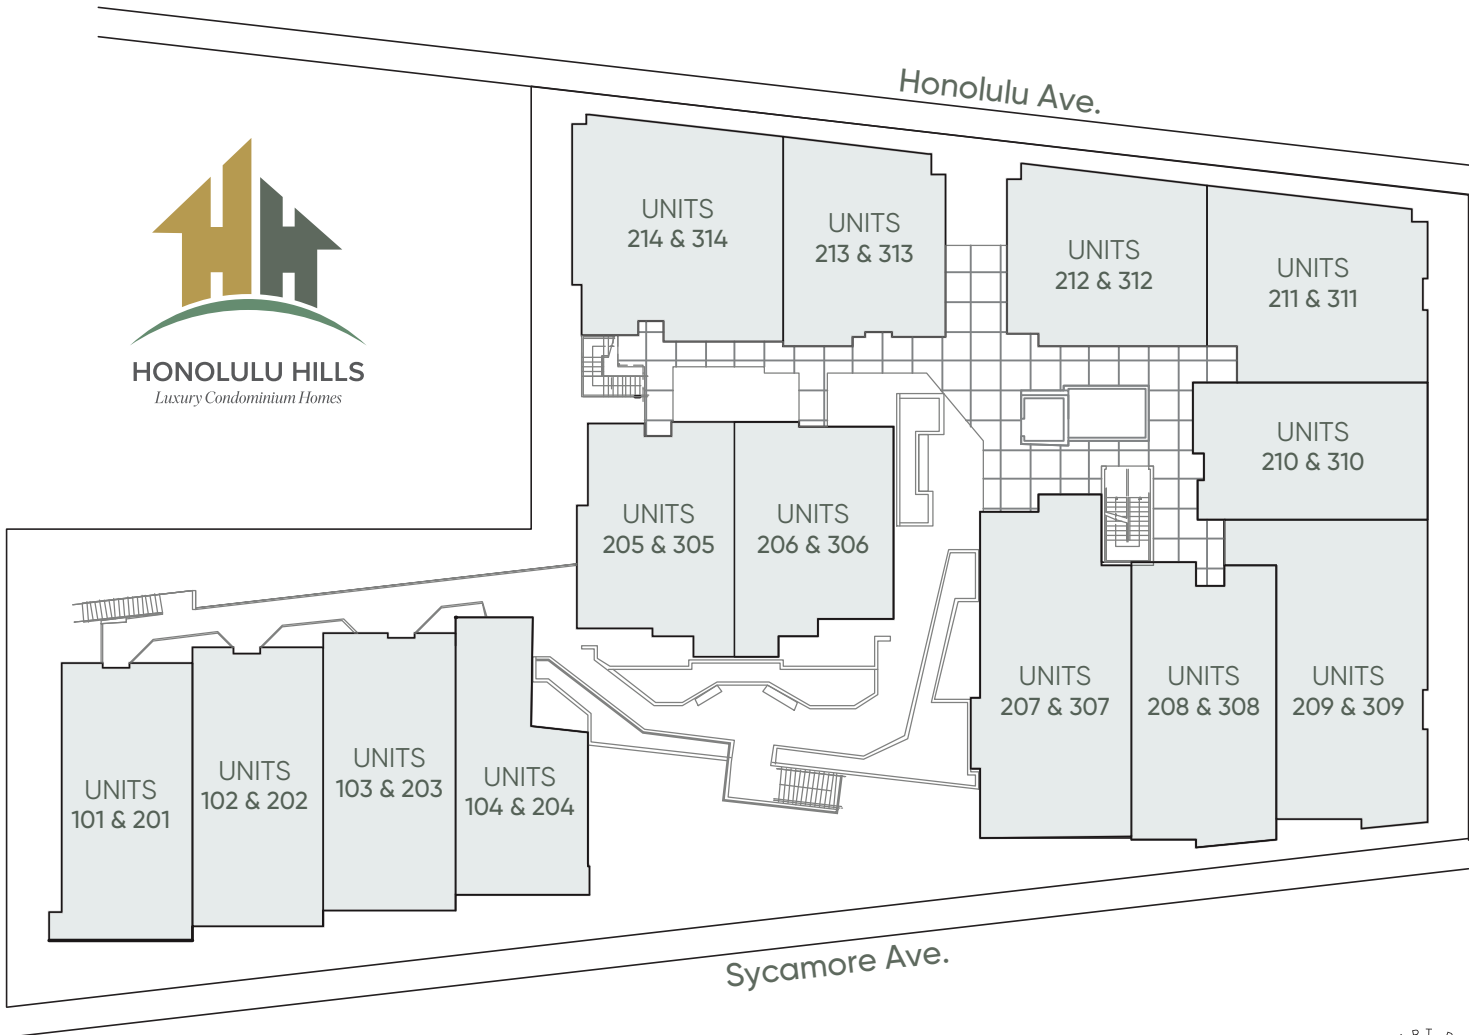 Honolulu Ave.
HONOLULU HILLS
Luxury Condominium Homes
UNITS
214 & 314
UNITS
213 & 313
UNITS
212 & 312
UNITS
211 & 311
UNITS
210 & 310
UNITS
205 & 305
UNITS
206 & 306
UNITS
207 & 307
UNITS
208 & 308
UNITS
209 & 309
UNITS
101 & 201
UNITS
102 & 202
UNITS
103 & 203
UNITS
104 & 204
Sycamore Ave.